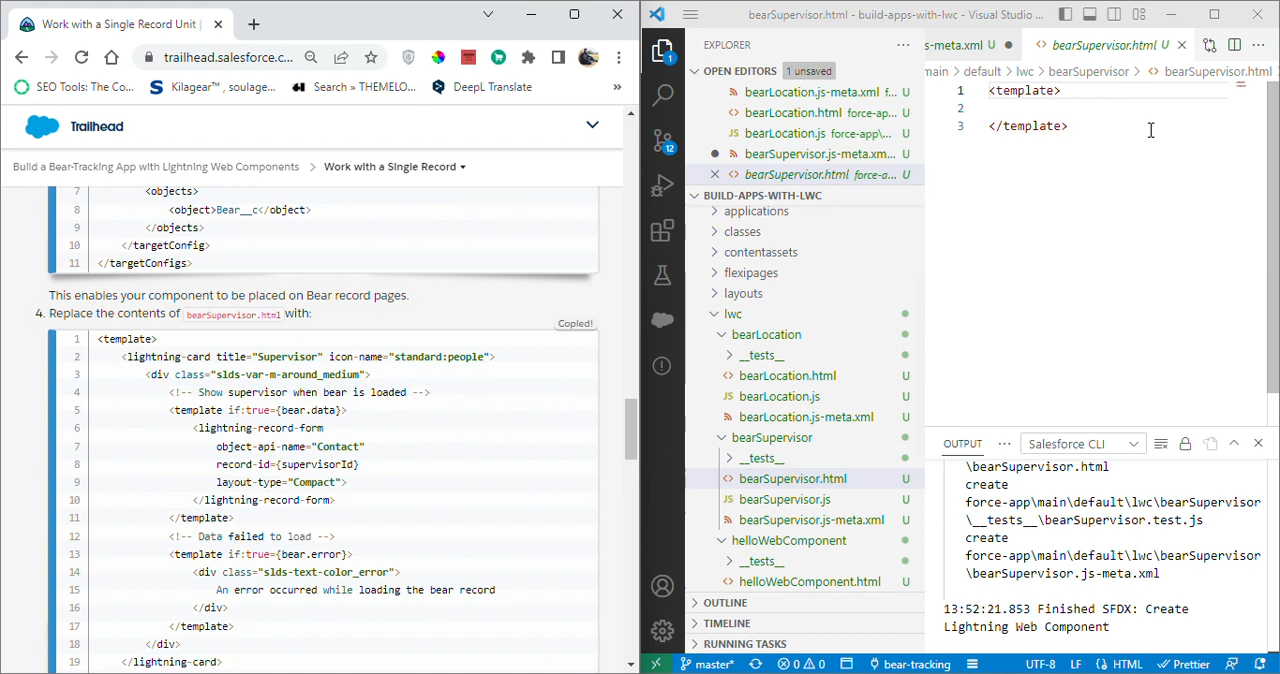 Work with a Single Record Unit |
trailhead.salesforce.c...
SEO Tools: The Co...
Kilagear™ , soulage...
Search » THEMELO...
DeepL Translate
»
Trailhead
Build a Bear-Tracking App with Lightning Web Components > Work with a Single Record
7 <objects>
8 <object>Bear__c</object>
9 </objects>
10 </targetConfig>
11 </targetConfigs>
This enables your component to be placed on Bear record pages.
4. Replace the contents of bearSupervisor.html with:
Copied!
1 <template>
2 <lightning-card title="Supervisor" icon-name="standard:people">
3 <div class="slds-var-m-around_medium">
4 <!-- Show supervisor when bear is loaded -->
5 <template if:true={bear.data}>
6 <lightning-record-form
7 object-api-name="Contact"
8 record-id={supervisorId}
9 layout-type="Compact">
10 </lightning-record-form>
11 </template>
12 <!-- Data failed to load -->
13 <template if:true={bear.error}>
14 <div class="slds-text-color_error">
15 An error occurred while loading the bear record
16 </div>
17 </template>
18 </div>
19 </lightning-card>
bearSupervisor.html - build-apps-with-lwc - Visual Studio ...
1
12
EXPLORER
OPEN EDITORS 1 unsaved
bearLocation.js-meta.xml f... U
bearLocation.html force-ap... U
JS bearLocation.js force-app\... U
bearSupervisor.js-meta.xm... U
bearSupervisor.html force-a... U
BUILD-APPS-WITH-LWC
applications
classes
contentassets
flexipages
layouts
lwc
bearLocation
__tests__
bearLocation.html U
JS bearLocation.js U
bearLocation.js-meta.xml U
bearSupervisor
__tests__
bearSupervisor.html U
JS bearSupervisor.js U
bearSupervisor.js-meta.xml U
helloWebComponent
__tests__
helloWebComponent.html U
OUTLINE
TIMELINE
RUNNING TASKS
s-meta.xml U
bearSupervisor.html U
main > default > lwc > bearSupervisor > bearSupervisor.html
1 <template>
2
3 </template>
OUTPUT ... Salesforce CLI
\bearSupervisor.html
create
force-app\main\default\lwc\bearSupervisor
\__tests__\bearSupervisor.test.js
create
force-app\main\default\lwc\bearSupervisor
\bearSupervisor.js-meta.xml
13:52:21.853 Finished SFDX: Create
Lightning Web Component
master* 0 0 bear-tracking UTF-8 LF HTML Prettier